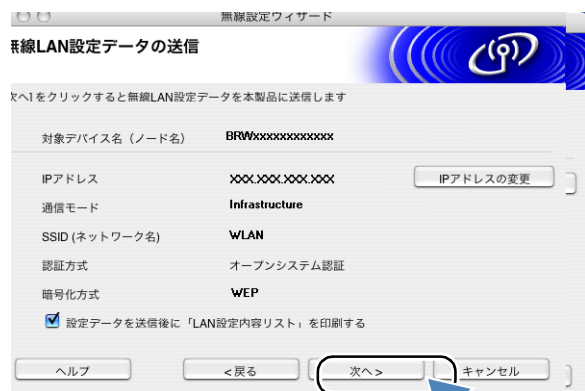 無線設定ウィザード
無線LAN設定データの送信
次へ]をクリックすると無線LAN設定データを本製品に送信します
対象デバイス名（ノード名） BRWxxxxxxxxxxxx
IPアドレス XXX.XXX.XXX.XXX IPアドレスの変更
通信モード Infrastructure
SSID (ネットワーク名) WLAN
認証方式 オープンシステム認証
暗号化方式 WEP
設定データを送信後に「LAN設定内容リスト」を印刷する
ヘルプ <戻る 次へ> キャンセル